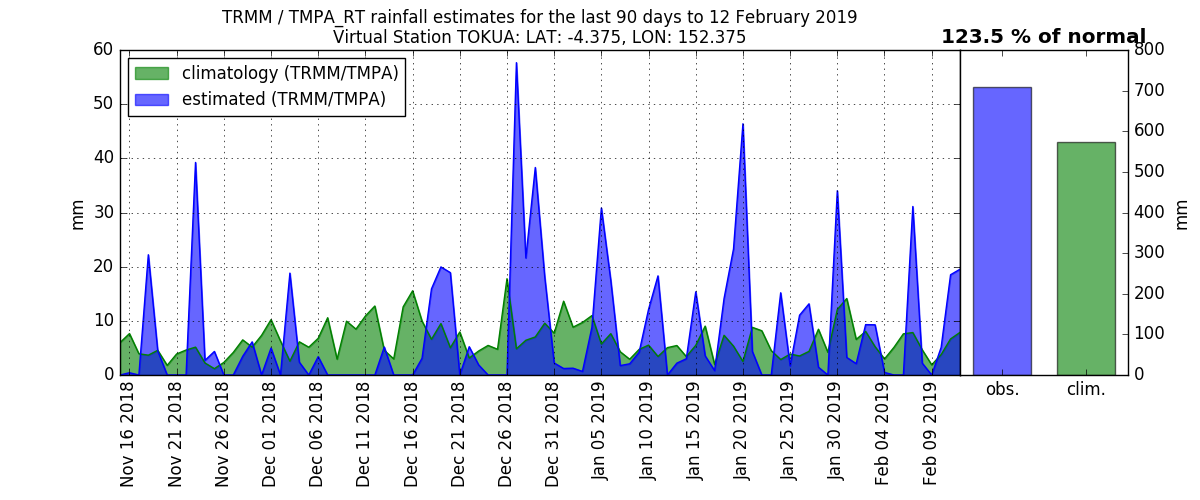 TRMM / TMPA_RT rainfall estimates for the last 90 days to 12 February 2019
Virtual Station TOKUA: LAT: -4.375, LON: 152.375
123.5 % of normal
climatology (TRMM/TMPA)
estimated (TRMM/TMPA)
60
50
40
30
20
10
0
mm
800
700
600
500
400
300
200
100
0
mm
obs. clim.
Nov 16 2018
Nov 21 2018
Nov 26 2018
Dec 01 2018
Dec 06 2018
Dec 11 2018
Dec 16 2018
Dec 21 2018
Dec 26 2018
Dec 31 2018
Jan 05 2019
Jan 10 2019
Jan 15 2019
Jan 20 2019
Jan 25 2019
Jan 30 2019
Feb 04 2019
Feb 09 2019